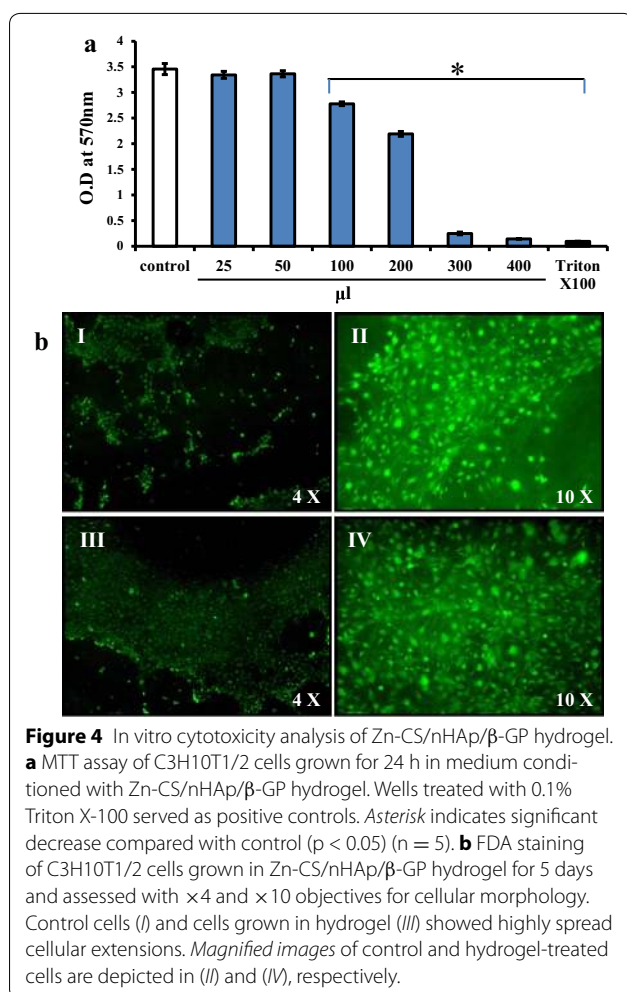 a
4
3.5
3
2.5
2
1.5
1
0.5
0
O.D at 570nm
*
control 25 50 100 200 300 400 Triton
X100
µl
b
I
4 X
II
10 X
III
4 X
IV
10 X
Figure 4 In vitro cytotoxicity analysis of Zn-CS/nHAp/β-GP hydrogel.
a MTT assay of C3H10T1/2 cells grown for 24 h in medium condi-
tioned with Zn-CS/nHAp/β-GP hydrogel. Wells treated with 0.1%
Triton X-100 served as positive controls. Asterisk indicates significant
decrease compared with control (p < 0.05) (n = 5). b FDA staining
of C3H10T1/2 cells grown in Zn-CS/nHAp/β-GP hydrogel for 5 days
and assessed with ×4 and ×10 objectives for cellular morphology.
Control cells (I) and cells grown in hydrogel (III) showed highly spread
cellular extensions. Magnified images of control and hydrogel-treated
cells are depicted in (II) and (IV), respectively.